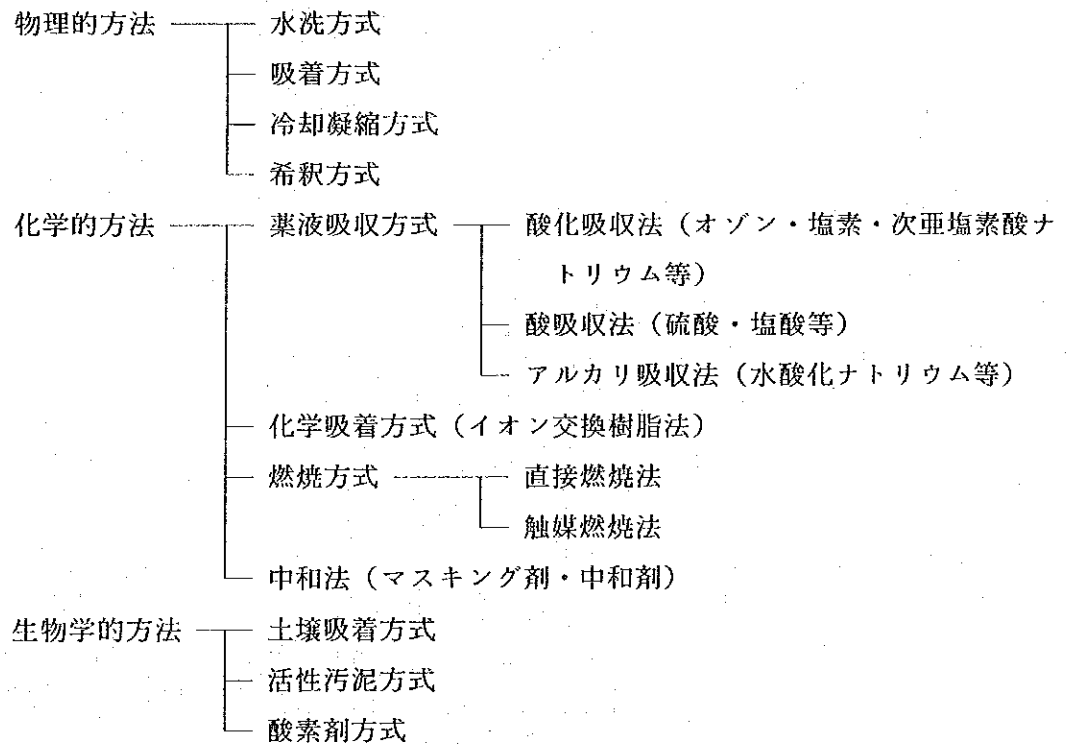 物理的方法 水洗方式
吸着方式
冷却凝縮方式
希釈方式
化学的方法 薬液吸収方式 酸化吸収法（オゾン・塩素・次亜塩素酸ナ
トリウム等）
酸吸収法（硫酸・塩酸等）
アルカリ吸収法（水酸化ナトリウム等）
化学吸着方式（イオン交換樹脂法）
燃焼方式 直接燃焼法
触媒燃焼法
中和法（マスキング剤・中和剤）
生物学的方法 土壌吸着方式
活性汚泥方式
酸素剤方式